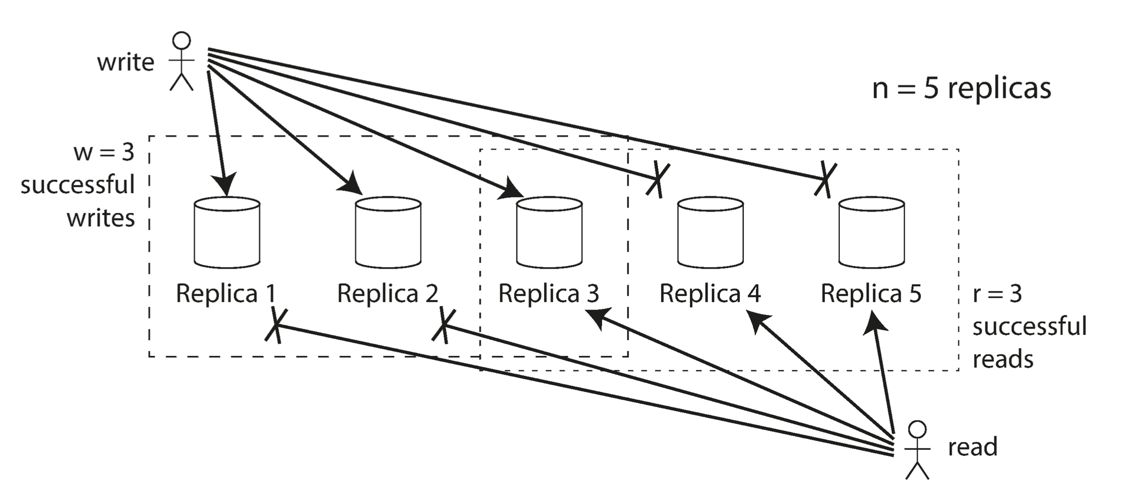 write
n = 5 replicas
w = 3
successful
writes
Replica 1
Replica 2
Replica 3
Replica 4
Replica 5
r = 3
successful
reads
read